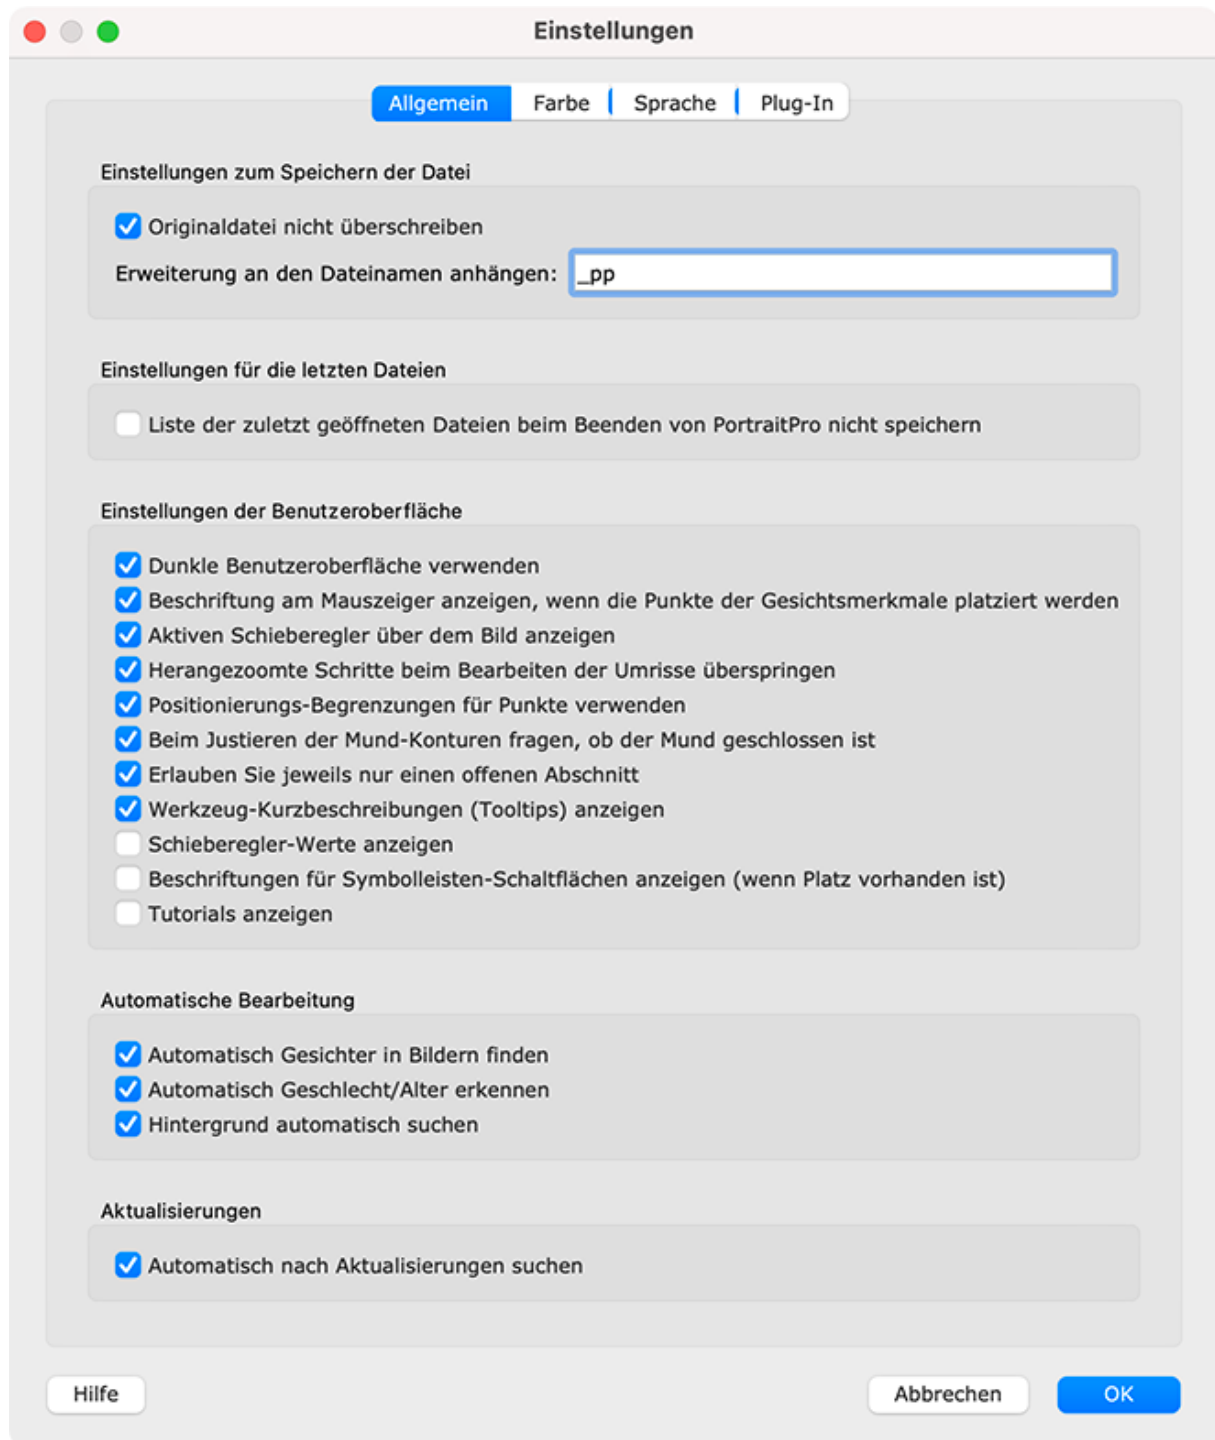 Einstellungen
Allgemein Farbe Sprache Plug-In
Einstellungen zum Speichern der Datei
Originaldatei nicht überschreiben
Erweiterung an den Dateinamen anhängen: _pp
Einstellungen für die letzten Dateien
Liste der zuletzt geöffneten Dateien beim Beenden von PortraitPro nicht speichern
Einstellungen der Benutzeroberfläche
Dunkle Benutzeroberfläche verwenden
Beschriftung am Mauszeiger anzeigen, wenn die Punkte der Gesichtsmerkmale platziert werden
Aktiven Schieberegler über dem Bild anzeigen
Herangezoomte Schritte beim Bearbeiten der Umrisse überspringen
Positionierungs-Begrenzungen für Punkte verwenden
Beim Justieren der Mund-Konturen fragen, ob der Mund geschlossen ist
Erlauben Sie jeweils nur einen offenen Abschnitt
Werkzeug-Kurzbeschreibungen (Tooltips) anzeigen
Schieberegler-Werte anzeigen
Beschriftungen für Symbolleisten-Schaltflächen anzeigen (wenn Platz vorhanden ist)
Tutorials anzeigen
Automatische Bearbeitung
Automatisch Gesichter in Bildern finden
Automatisch Geschlecht/Alter erkennen
Hintergrund automatisch suchen
Aktualisierungen
Automatisch nach Aktualisierungen suchen
Hilfe Abbrechen OK